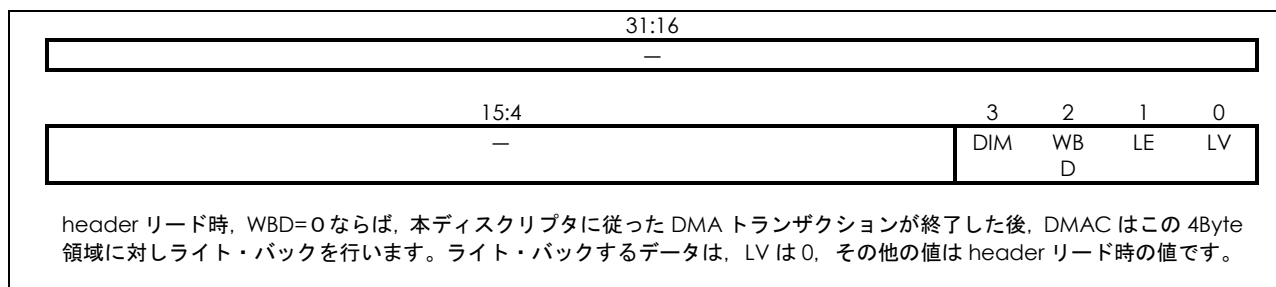 31:16
—
15:4 3 2 1 0
— DIM WB LE LV
D
header リード時, WBD=０ならば, 本ディスクリプタに従った DMA トランザクションが終了した後, DMAC はこの 4Byte
領域に対しライト・バックを行います。ライト・バックするデータは, LV は 0, その他の値は header リード時の値です。